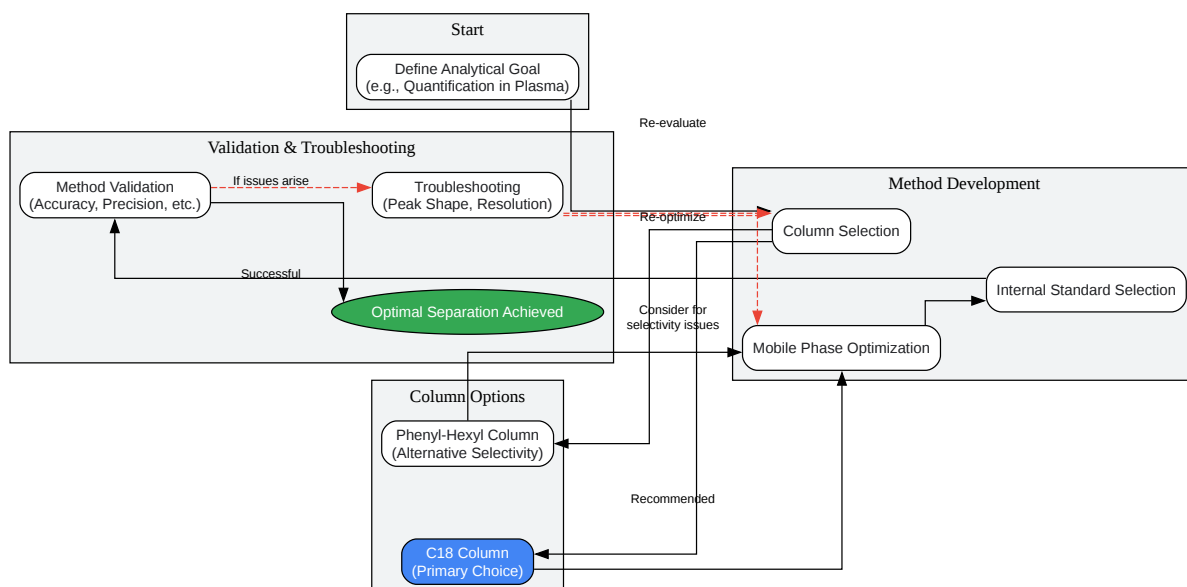 Start
Define Analytical Goal
(e.g., Quantification in Plasma)
Re-evaluate
Validation & Troubleshooting
Method Validation
(Accuracy, Precision, etc.)
If issues arise
Troubleshooting
(Peak Shape, Resolution)
Method Development
Re-optimize
Column Selection
Successful
Internal Standard Selection
Optimal Separation Achieved
Consider for
selectivity issues
Mobile Phase Optimization
Column Options
Phenyl-Hexyl Column
(Alternative Selectivity)
Recommended
C18 Column
(Primary Choice)